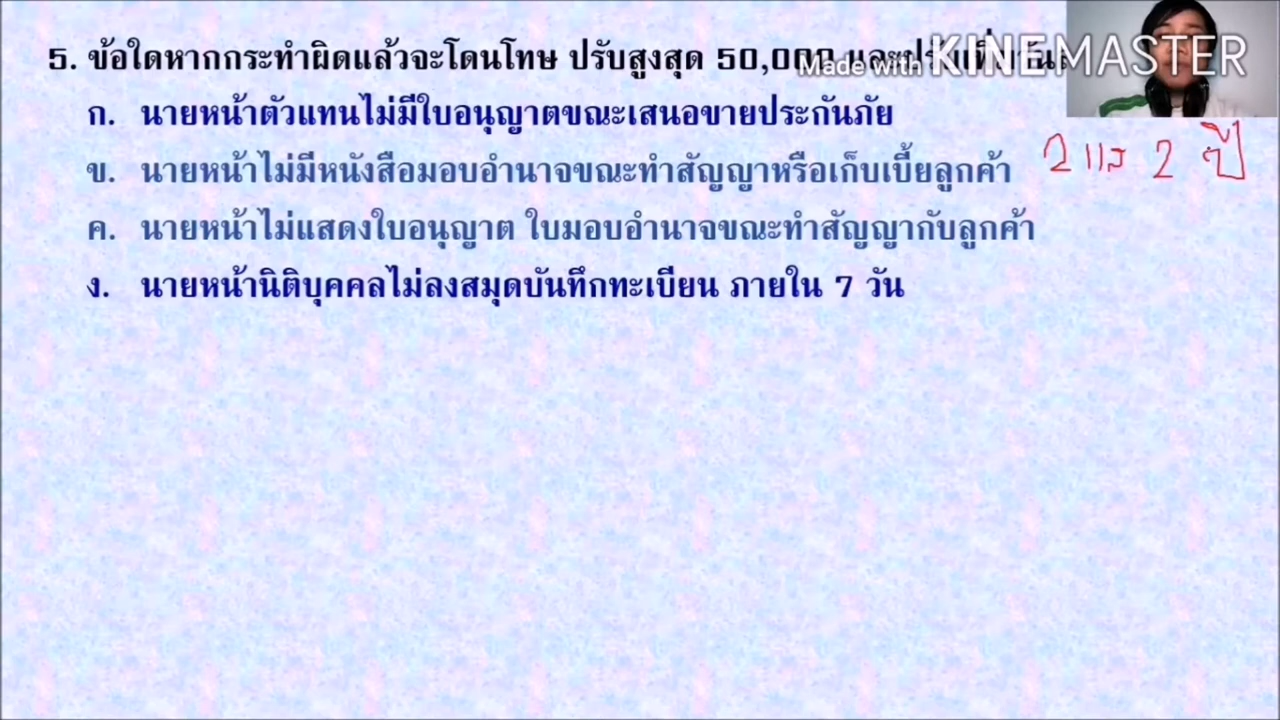 5. ข้อใดหากกระทำผิดแล้วจะโดนโทษ ปรับสูงสุด 50,000
Made with KINEMASTER
ก. นายหน้าตัวแทนไม่มีใบอนุญาตขณะเสนอขายประกันภัย
ข. นายหน้าไม่มีหนังสือมอบอำนาจขณะทำสัญญาหรือเก็บเบี้ยลูกค้า
2 ปี
ค. นายหน้าไม่แสดงใบอนุญาต ใบมอบอำนาจขณะทำสัญญากับลูกค้า
ง. นายหน้านิติบุคคลไม่ลงสมุดบันทึกทะเบียน ภายใน 7 วัน